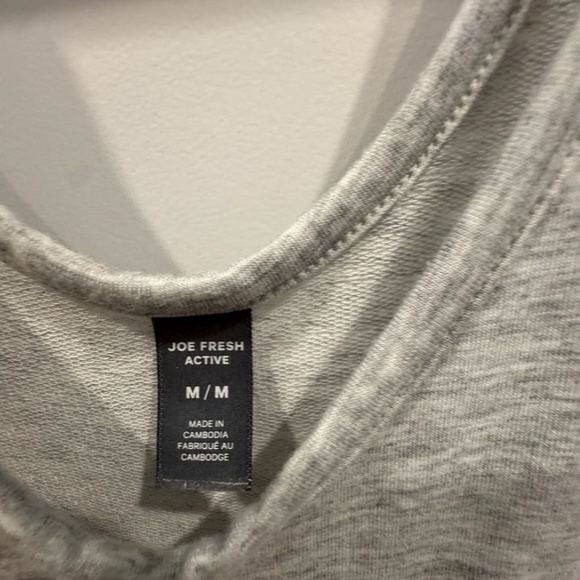 JOE FRESH
ACTIVE
M / M
MADE IN
CAMBODIA
FABRIQUÉ AU
CAMBODGE